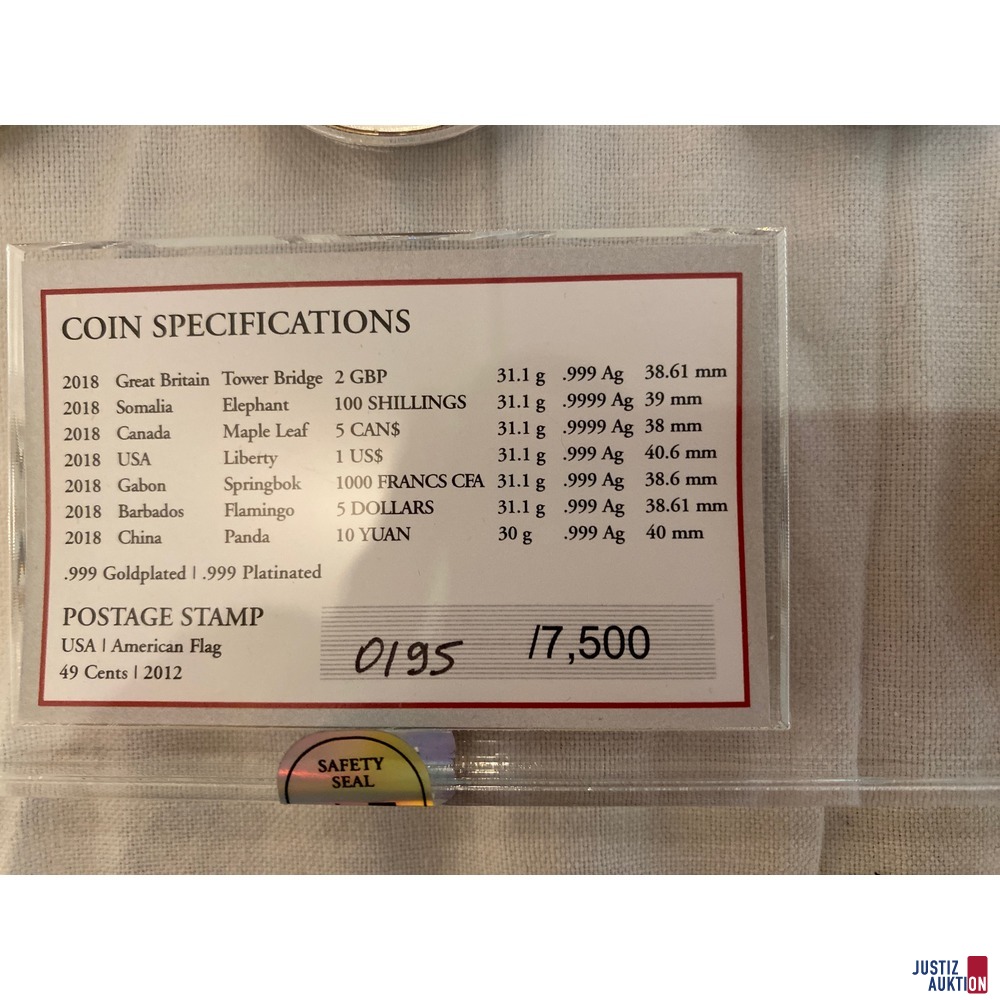 COIN SPECIFICATIONS
2018 Great Britain Tower Bridge 2 GBP 31.1 g .999 Ag 38.61 mm
2018 Somalia Elephant 100 SHILLINGS 31.1 g .9999 Ag 39 mm
2018 Canada Maple Leaf 5 CAN$ 31.1 g .9999 Ag 38 mm
2018 USA Liberty 1 US$ 31.1 g .999 Ag 40.6 mm
2018 Gabon Springbok 1000 FRANCS CFA 31.1 g .999 Ag 38.6 mm
2018 Barbados Flamingo 5 DOLLARS 31.1 g .999 Ag 38.61 mm
2018 China Panda 10 YUAN 30 g .999 Ag 40 mm
.999 Goldplated | .999 Platinated
POSTAGE STAMP
USA | American Flag
49 Cents | 2012
0195 /7,500
SAFETY
SEAL
JUSTIZ
AUKTION